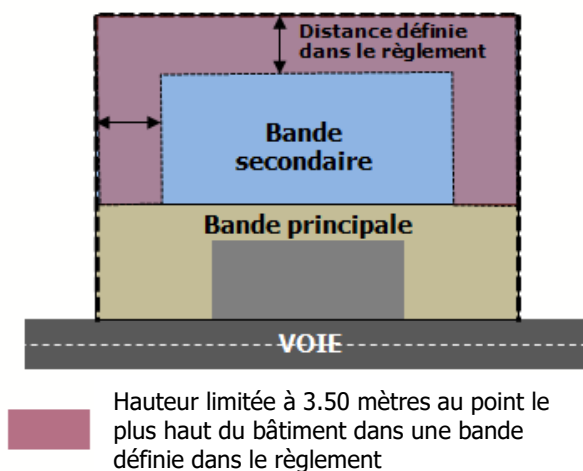 Distance définie
dans le règlement
Bande
secondaire
Bande principale
VOIE
Hauteur limitée à 3.50 mètres au point le
plus haut du bâtiment dans une bande
définie dans le règlement